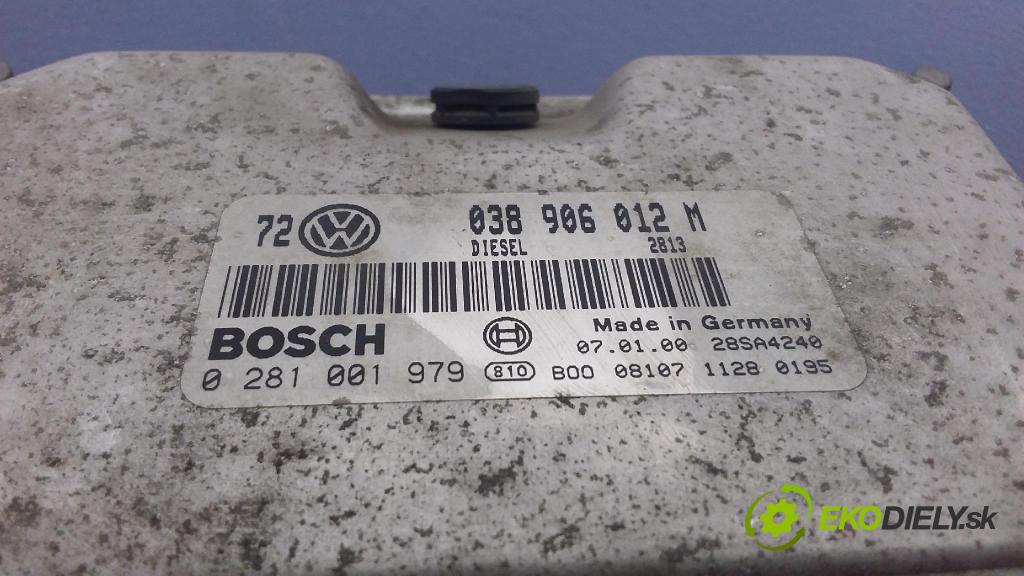 72 VW 038 906 012 M
DIESEL 2813
BOSCH Made in Germany
07.01.00 28SA4240
0 281 001 979 810 B00 08107 1128 0195
EKODIELY.sk